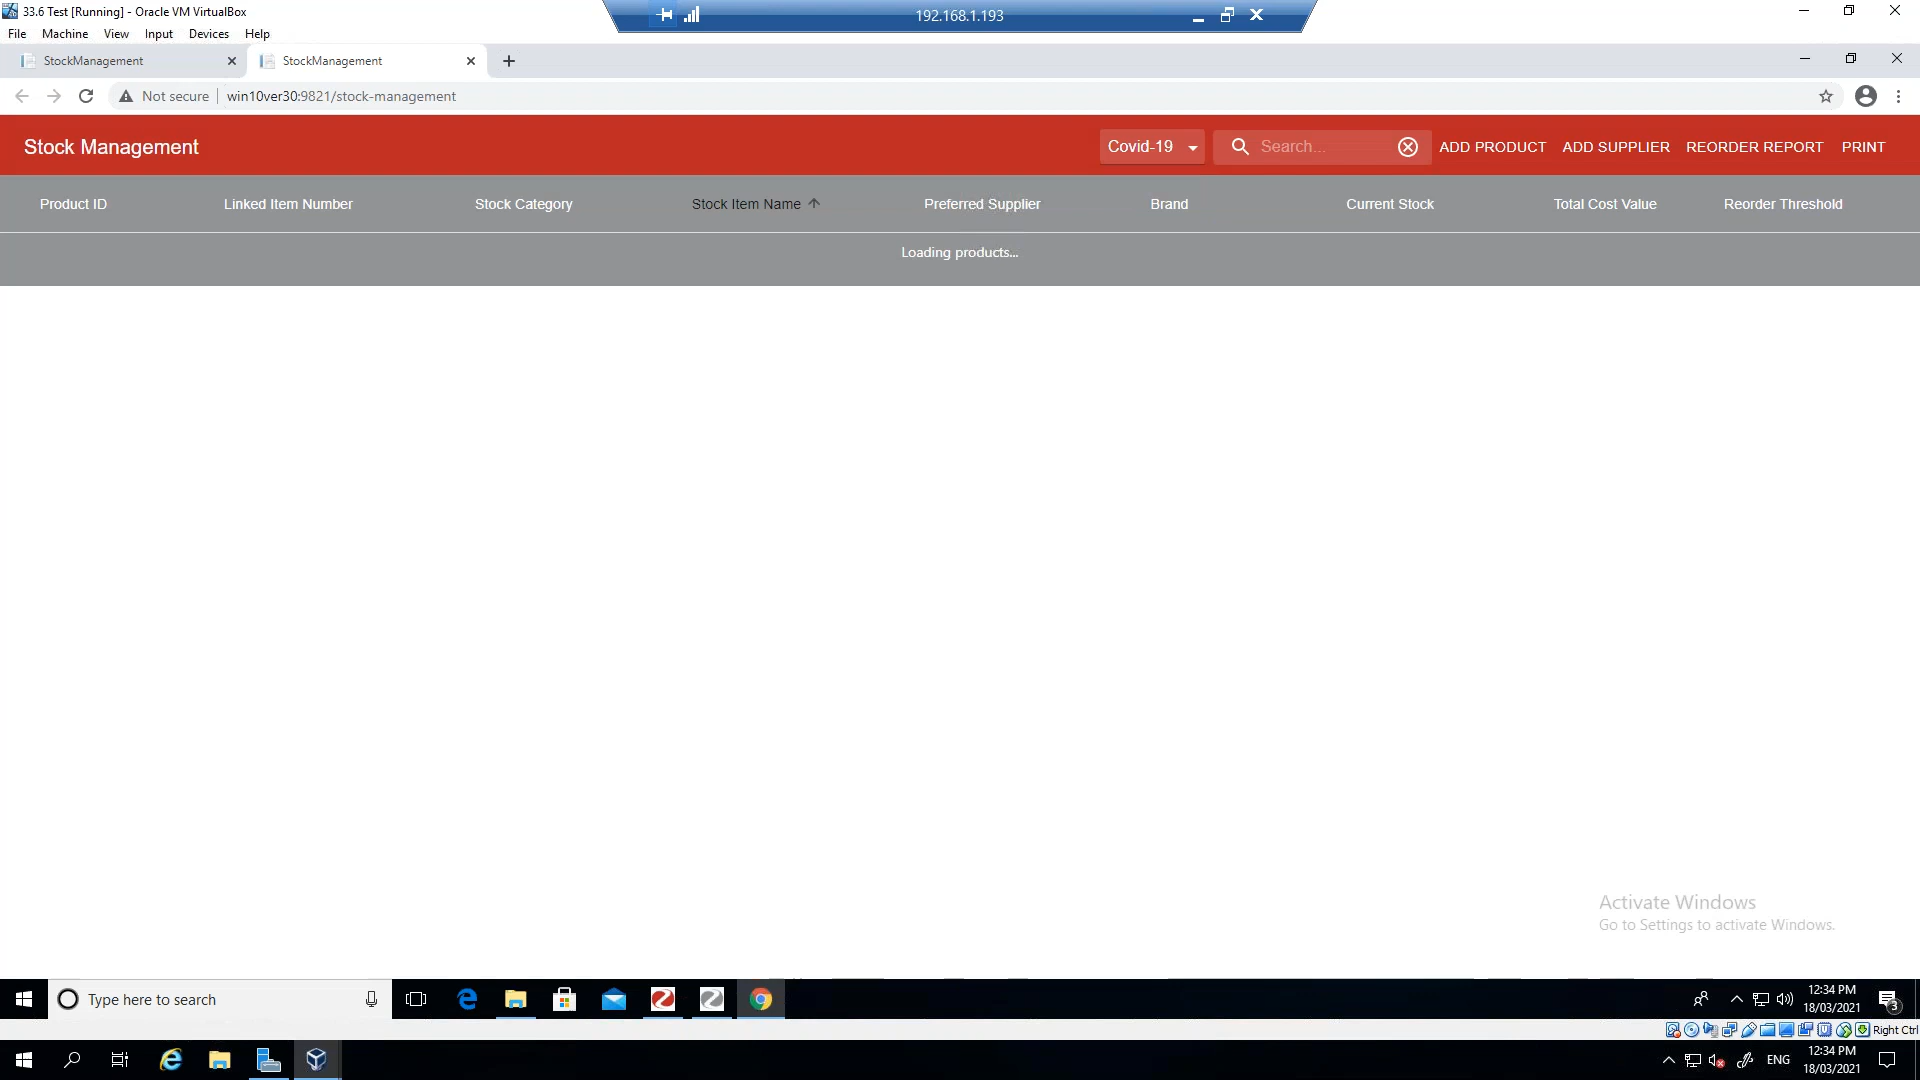 33.6 Test [Running] - Oracle VM VirtualBox
192.168.1.193
File Machine View Input Devices Help
StockManagement StockManagement
Not secure win10ver30:9821/stock-management
Stock Management Covid-19 Search... ADD PRODUCT ADD SUPPLIER REORDER REPORT PRINT
Product ID Linked Item Number Stock Category Stock Item Name Preferred Supplier Brand Current Stock Total Cost Value Reorder Threshold
Loading products...
Activate Windows
Go to Settings to activate Windows.
Type here to search
12:34 PM
18/03/2021
3
Right Ctrl
ENG
12:34 PM
18/03/2021